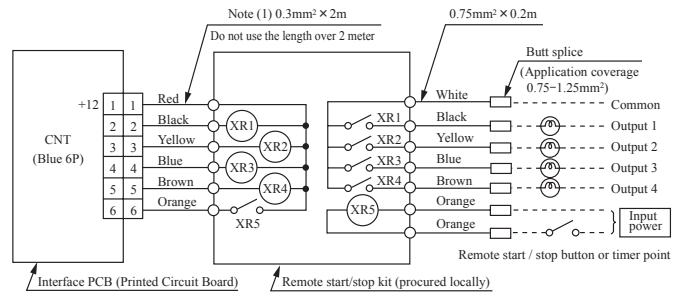 Note (1) 0.3mm² × 2m
Do not use the length over 2 meter
0.75mm² × 0.2m
Butt splice
(Application coverage
0.75−1.25mm²)
CNT
(Blue 6P)
+12
1 1
2 2
3 3
4 4
5 5
6 6
Red
Black
Yellow
Blue
Brown
Orange
XR1
XR2
XR3
XR4
XR5
XR1
XR2
XR3
XR4
XR5
White
Black
Yellow
Blue
Brown
Orange
Orange
Common
Output 1
Output 2
Output 3
Output 4
Input
power
Remote start / stop button or timer point
Interface PCB (Printed Circuit Board)
Remote start/stop kit (procured locally)